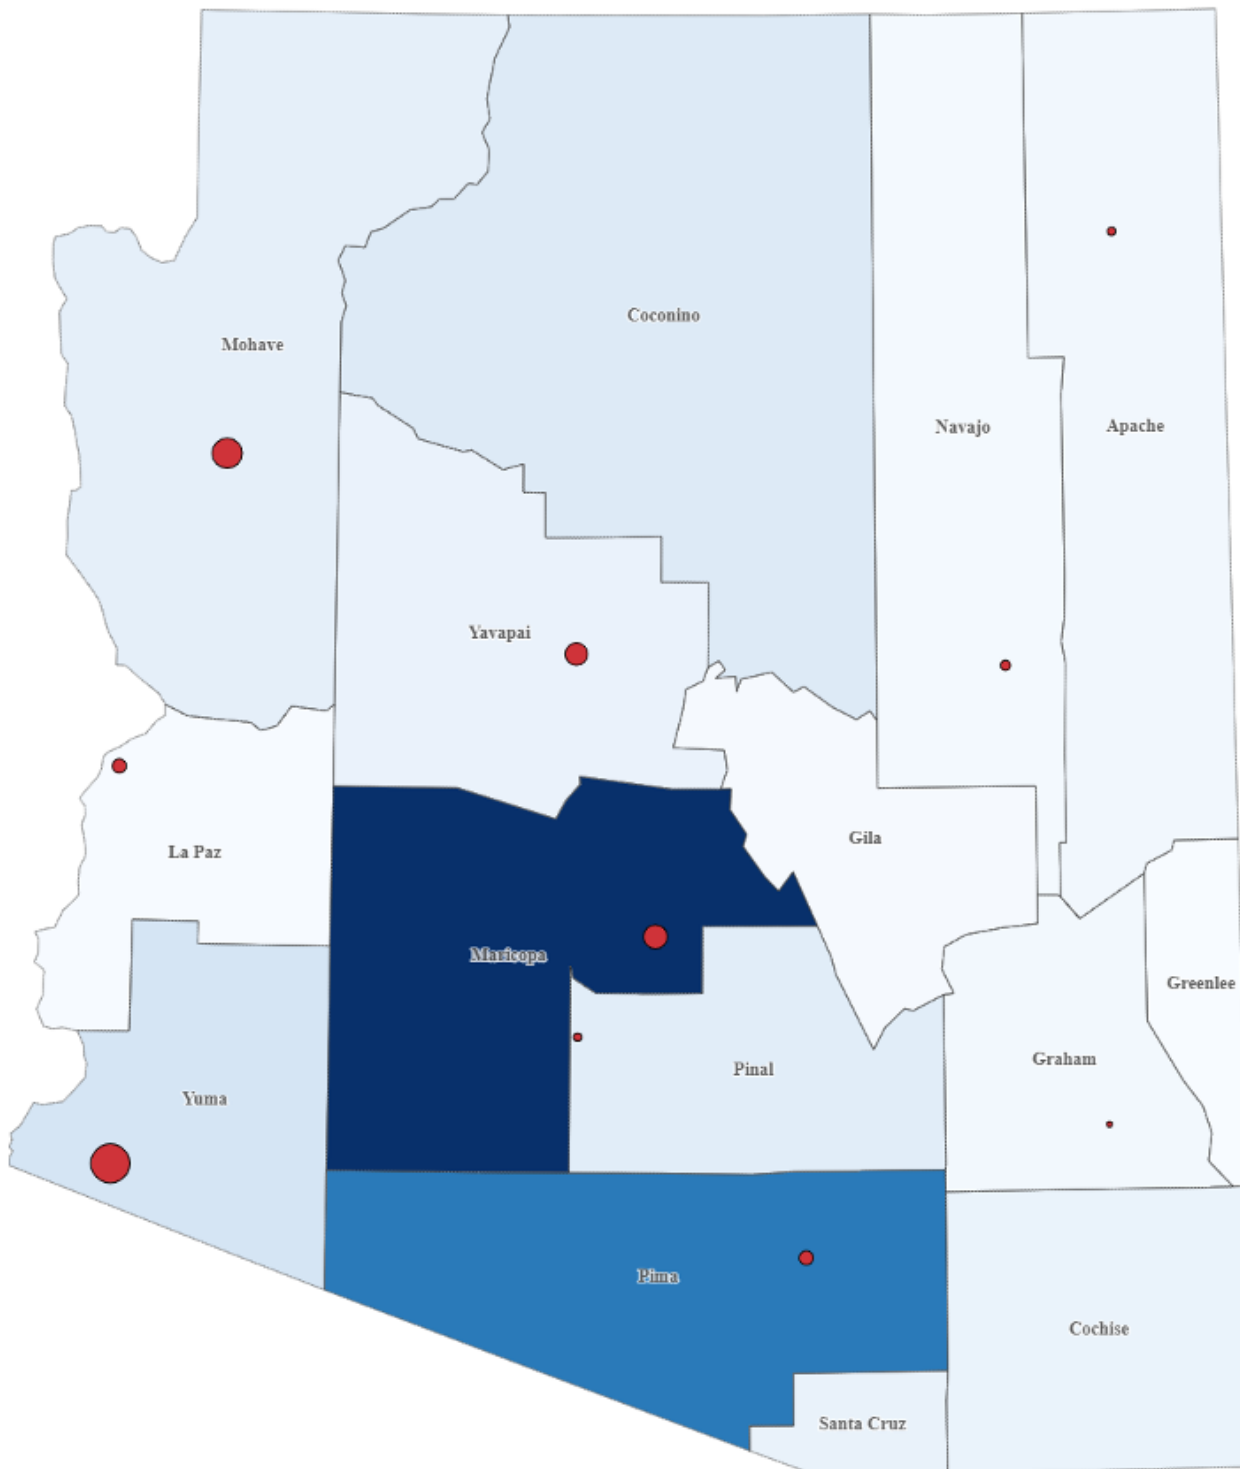 Coconino
Mohave
Navajo
Apache
Yavapai
Gila
La Paz
Maricopa
Greenlee
Graham
Pinal
Yuma
Pima
Cochise
Santa Cruz